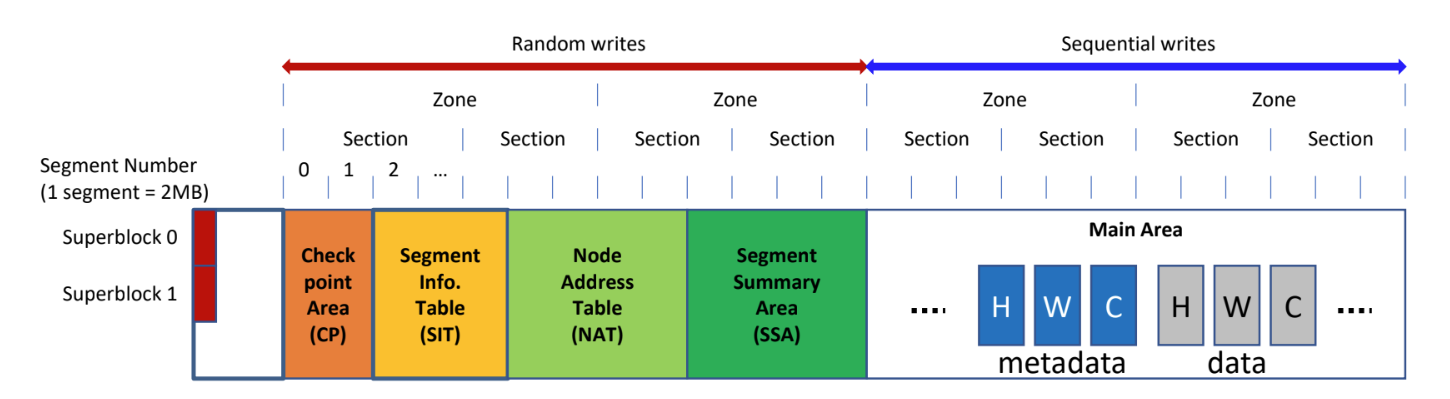 Random writes
Sequential writes
Zone
Zone
Zone
Zone
Section
Section
Section
Section
Section
Section
Section
Section
Segment Number
(1 segment = 2MB)
0
1
2
...
Superblock 0
Superblock 1
Check
point
Area
(CP)
Segment
Info.
Table
(SIT)
Node
Address
Table
(NAT)
Segment
Summary
Area
(SSA)
Main Area
....
H
W
C
H
W
C
....
metadata
data